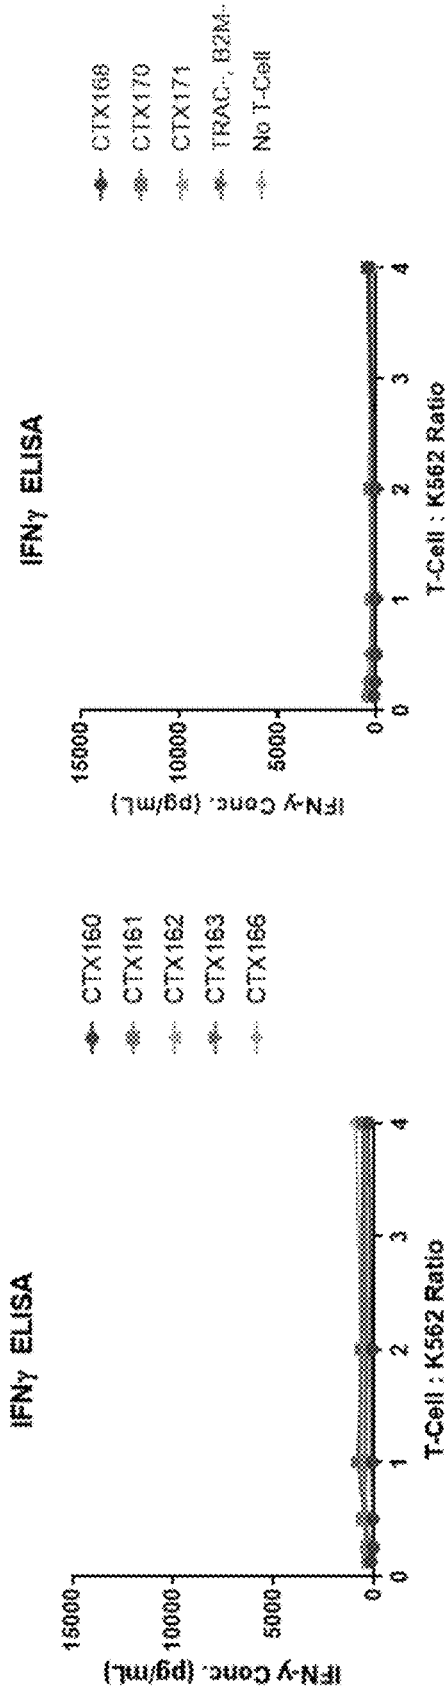 IFNγ ELISA
IFN-y Conc. (pg/mL)
15000
10000
5000
0
0
1
2
3
4
T-Cell : K562 Ratio
CTX160
CTX161
CTX162
CTX163
CTX166
IFNγ ELISA
IFN-y Conc. (pg/mL)
15000
10000
5000
0
0
1
2
3
4
T-Cell : K562 Ratio
CTX168
CTX170
CTX171
TRAC-, B2M-
No T-Cell